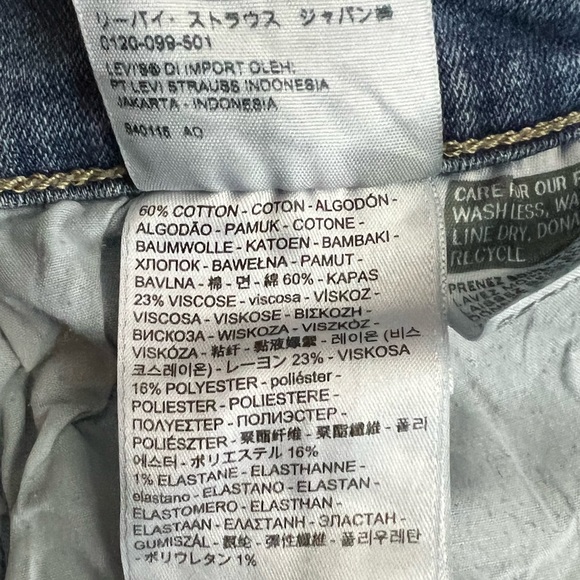 リーバイ・ストラウス ジャパン㈱
0120-099-501
LEVI'S® DI IMPORT OLEH:
PT LEVI STRAUSS INDONESIA
JAKARTA - INDONESIA
AO
60% COTTON - COTON - ALGODÓN -
ALGODÃO - PAMUK - COTONE -
BAUMWOLLE - KATOEN - BAMBAKI -
ХЛОПОК - BAWEŁNA - PAMUT -
BAVLNA - 棉 - 면 - 綿 60% - KAPAS
23% VISCOSE - viscosa - VİSKOZ -
VISCOSA - VISKOSE - ΒΙΣΚΟΖΗ -
ВИСКОЗА - WISKOZA - VISZKÓZ -
VISKÓZA - 粘纤 - 黏液嫘縈 - 레이온 (비스
코스레이온) - レーヨン 23% - VISKOSA
16% POLYESTER - poliéster -
POLIESTER - POLIESTERE -
ΠΟΛΥΕΣΤΕΡ - ПОЛИЭСТЕР -
POLIÉSZTER - 聚酯纤维 - 聚酯纖維 - 폴리
에스터 - ポリエステル 16%
1% ELASTANE - ELASTHANNE -
elastano - ELASTANO - ELASTAN -
ELASTOMERO - ELASTHAN -
ELASTAAN - ΕΛΑΣΤΑΝΗ - ЭЛАСТАН -
GUMISZÁL - 氨纶 - 彈性纖維 - 폴리우레탄
- ポリウレタン 1%
CARE FOR OUR
WASH LESS, WA
LINE DRY, DONA
RECYCLE
PRENEZ
LAVEZ